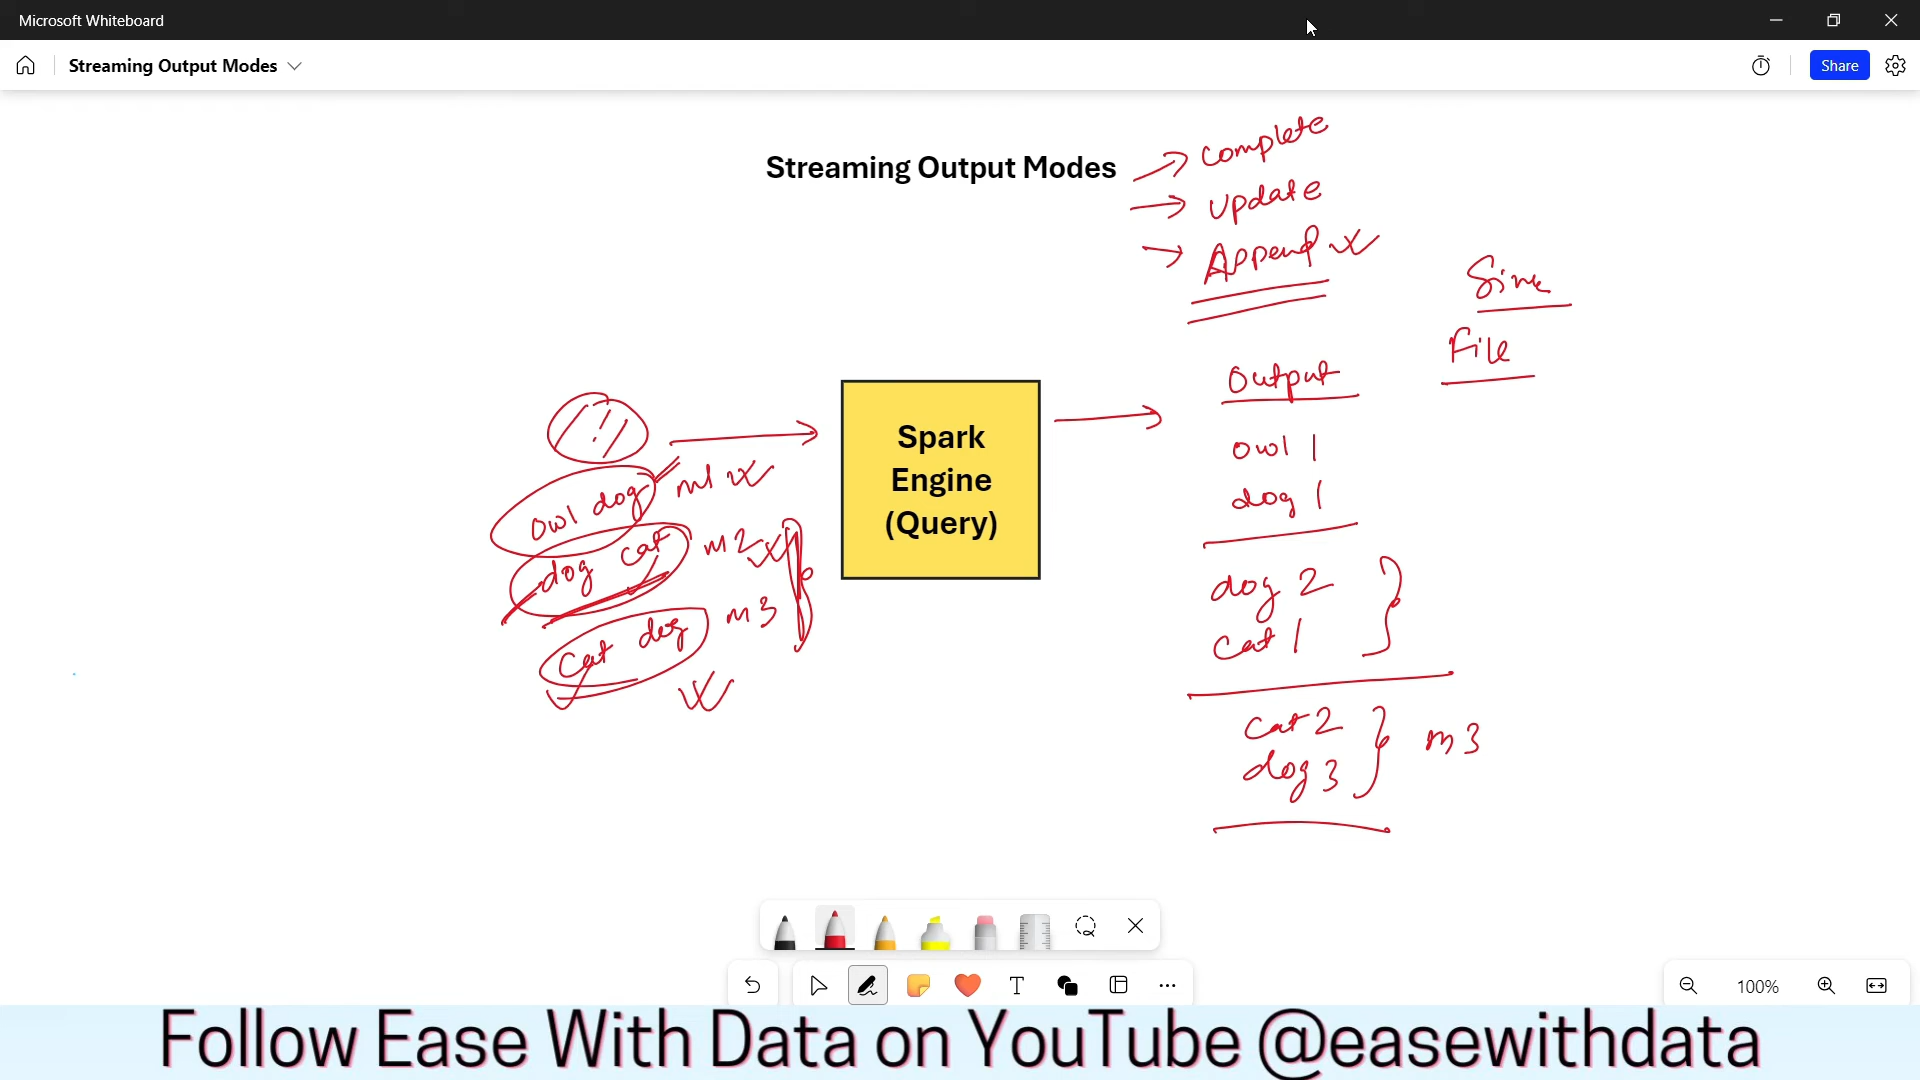 Microsoft Whiteboard
Streaming Output Modes
Share
Streaming Output Modes
complete
update
Append
Sink
File
Output
owl 1
dog 1
dog 2
cat 1
cat 2
dog 3
m3
owl dog m1
dog cat m2
cat dog m3
Spark
Engine
(Query)
100%
Follow Ease With Data on YouTube @easewithdata